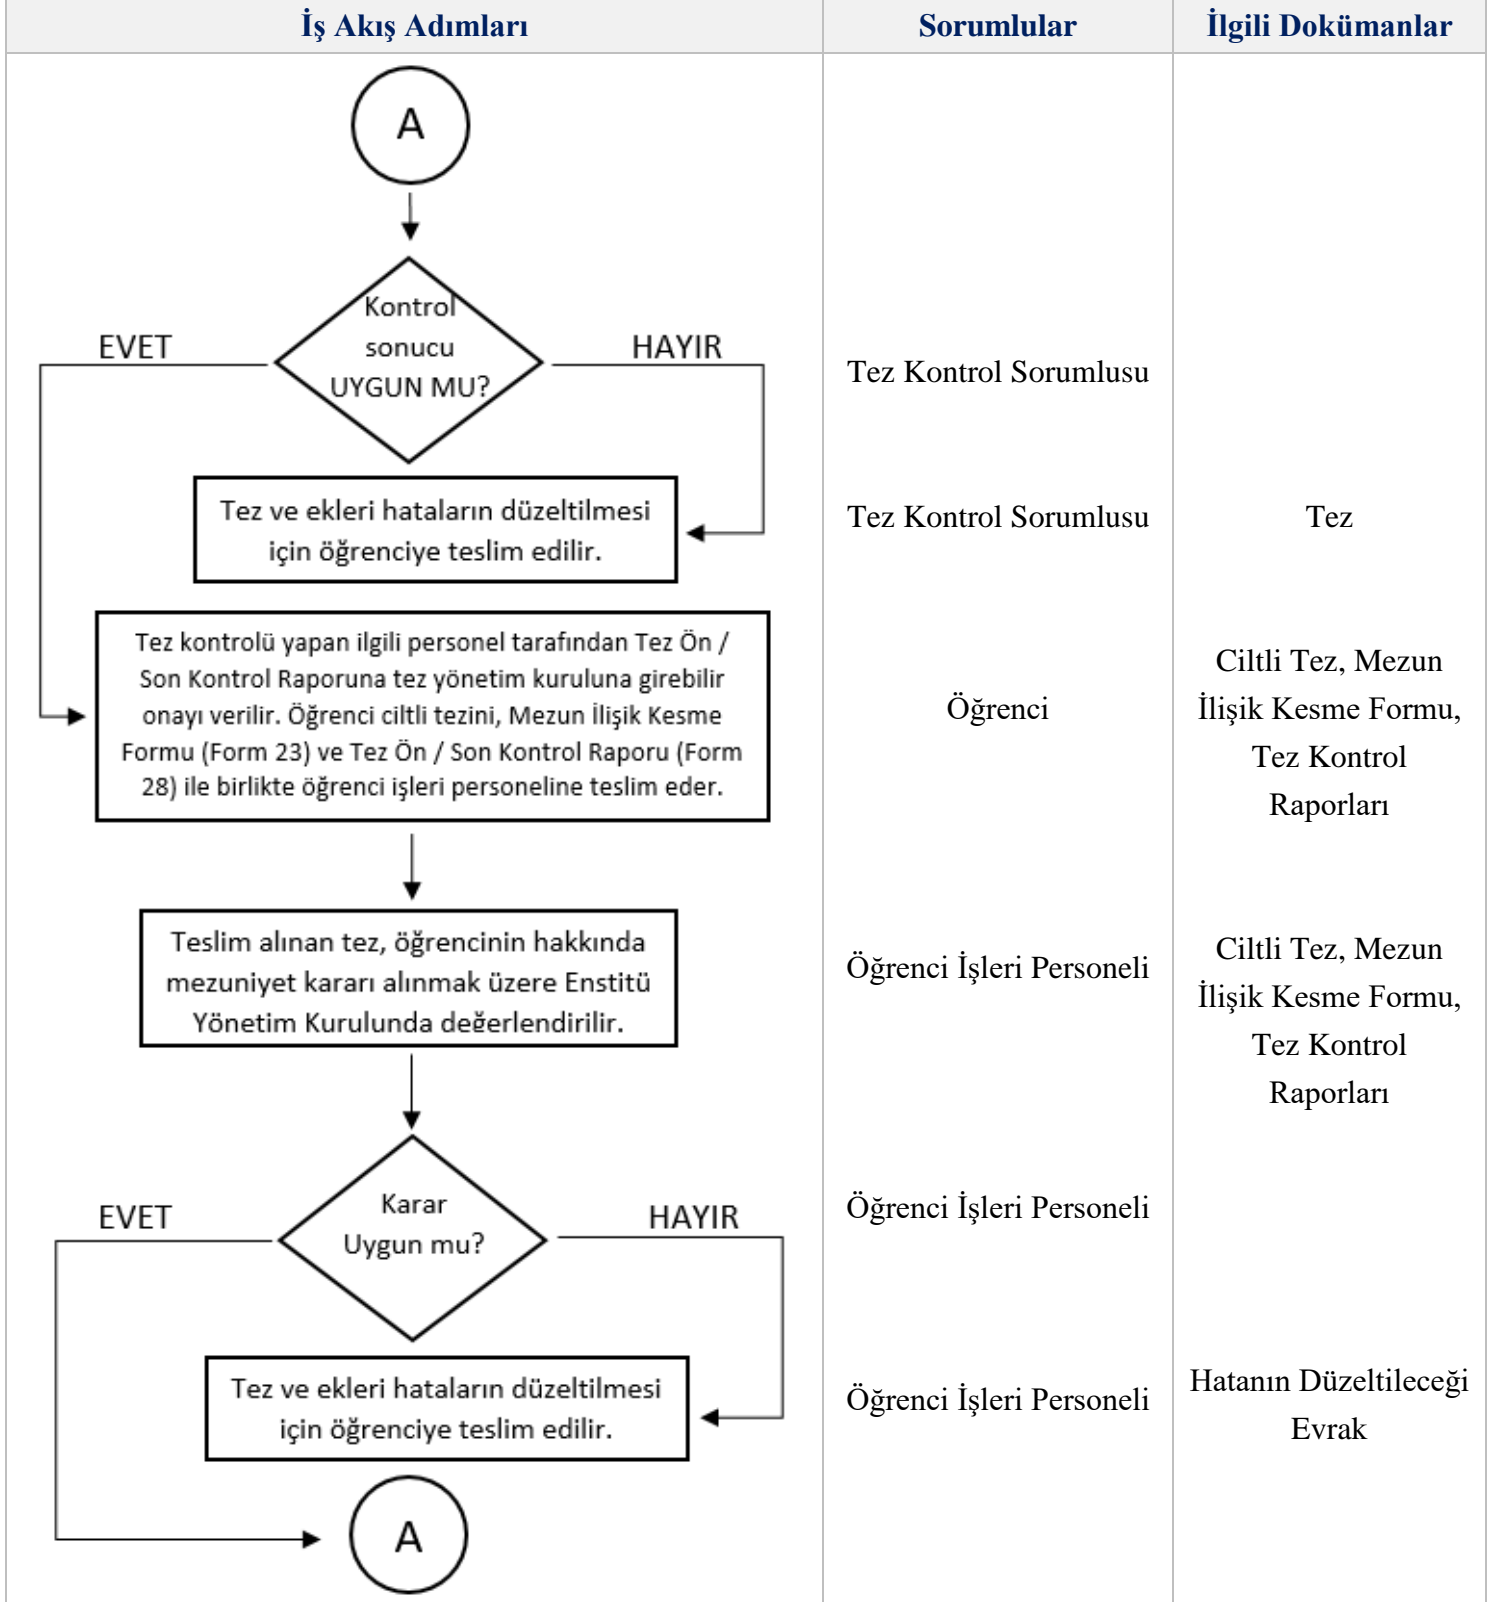 İş Akış Adımları
Sorumlular
İlgili Dokümanlar
A
Kontrol
sonucu
UYGUN MU?
EVET
HAYIR
Tez Kontrol Sorumlusu
Tez ve ekleri hataların düzeltilmesi
için öğrenciye teslim edilir.
Tez Kontrol Sorumlusu
Tez
Tez kontrolü yapan ilgili personel tarafından Tez Ön /
Son Kontrol Raporuna tez yönetim kuruluna girebilir
onayı verilir. Öğrenci ciltli tezini, Mezun İlişik Kesme
Formu (Form 23) ve Tez Ön / Son Kontrol Raporu (Form
28) ile birlikte öğrenci işleri personeline teslim eder.
Öğrenci
Ciltli Tez, Mezun
İlişik Kesme Formu,
Tez Kontrol
Raporları
Teslim alınan tez, öğrencinin hakkında
mezuniyet kararı alınmak üzere Enstitü
Yönetim Kurulunda değerlendirilir.
Öğrenci İşleri Personeli
Ciltli Tez, Mezun
İlişik Kesme Formu,
Tez Kontrol
Raporları
Karar
Uygun mu?
EVET
HAYIR
Öğrenci İşleri Personeli
Tez ve ekleri hataların düzeltilmesi
için öğrenciye teslim edilir.
Öğrenci İşleri Personeli
Hatanın Düzeltileceği
Evrak
A